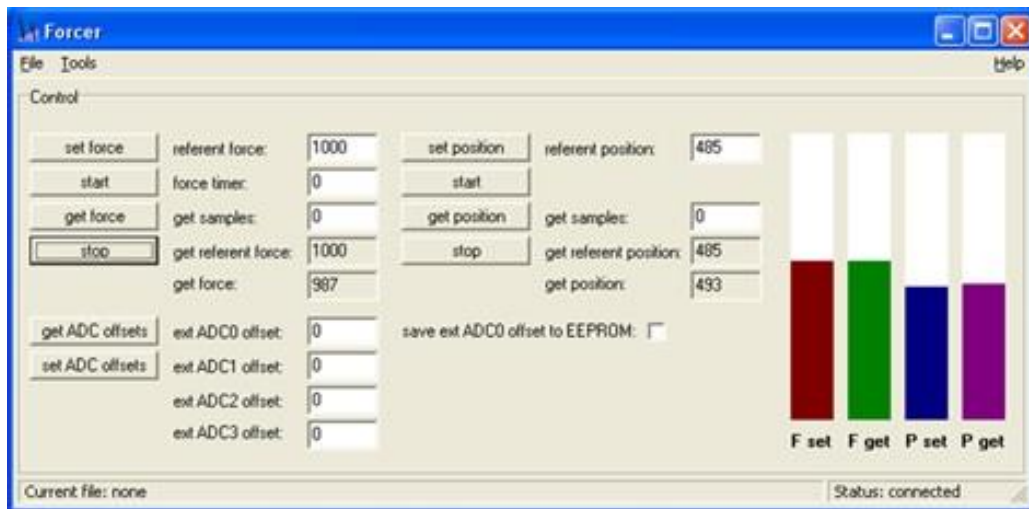 Forcer
File Tools Help
Control
set force referent force: 1000 set position referent position: 485
start force timer: 0 start
get force get samples: 0 get position get samples: 0
stop get referent force: 1000 stop get referent position: 485
get force: 987 get position: 493
get ADC offsets ext ADC0 offset: 0 save ext ADC0 offset to EEPROM:
set ADC offsets ext ADC1 offset: 0
ext ADC2 offset: 0
ext ADC3 offset: 0
F set F get P set P get
Current file: none Status: connected